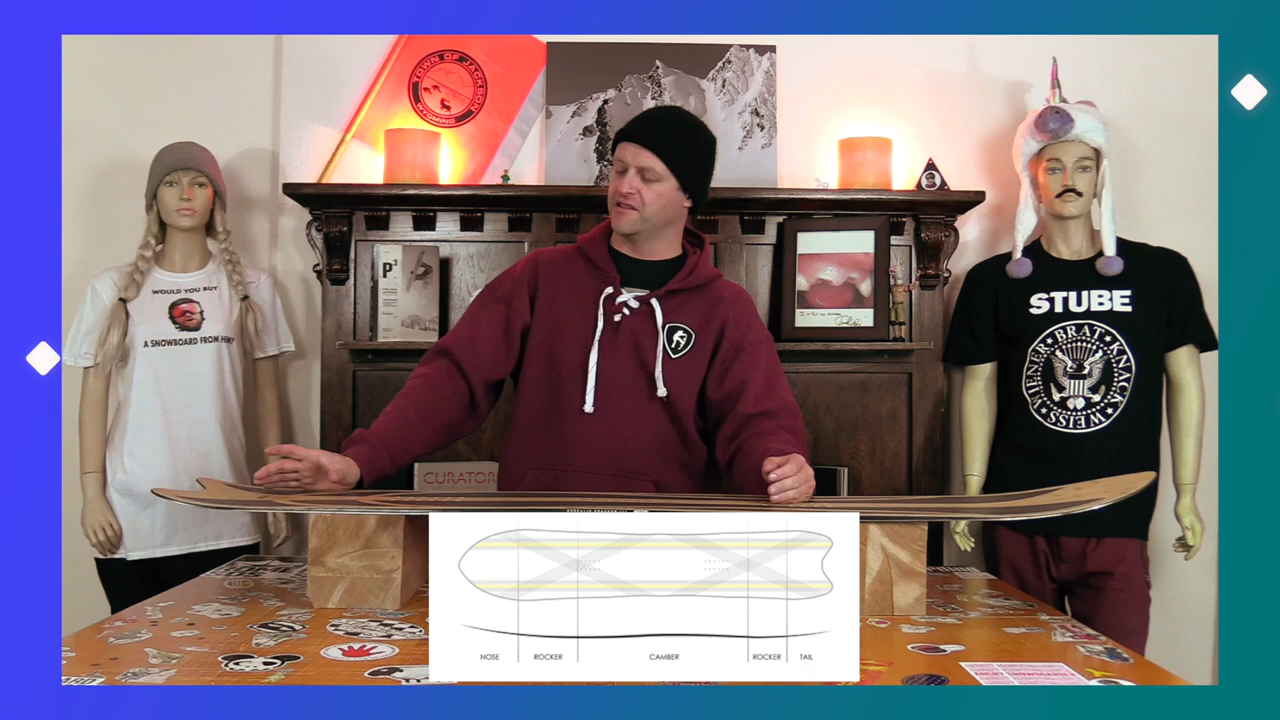 TOWN OF JACKSON
WYOMING
P3
WOULD YOU BUY
A SNOWBOARD FROM HIM?
STUBE
BRAT KNACK WEISS WIENER
CURATOR
NOSE ROCKER CAMBER ROCKER TAIL